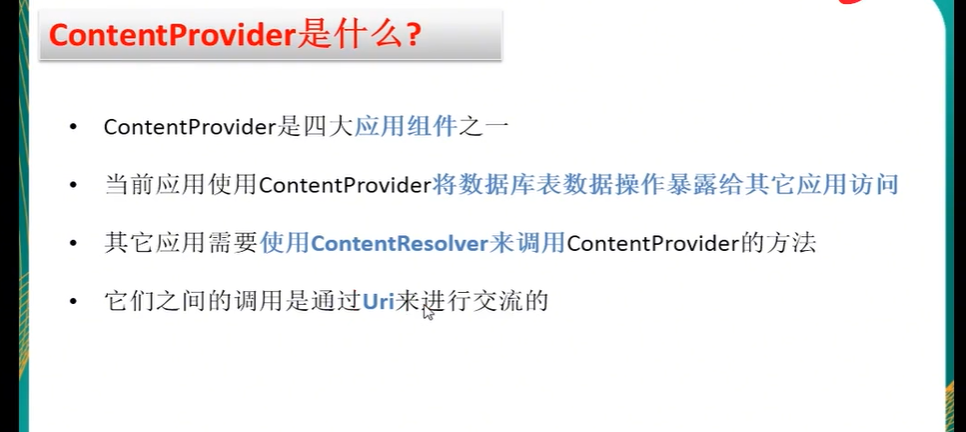 ContentProvider是什么?
• ContentProvider是四大应用组件之一
• 当前应用使用ContentProvider将数据库表数据操作暴露给其它应用访问
• 其它应用需要使用ContentResolver来调用ContentProvider的方法
• 它们之间的调用是通过Uri来进行交流的